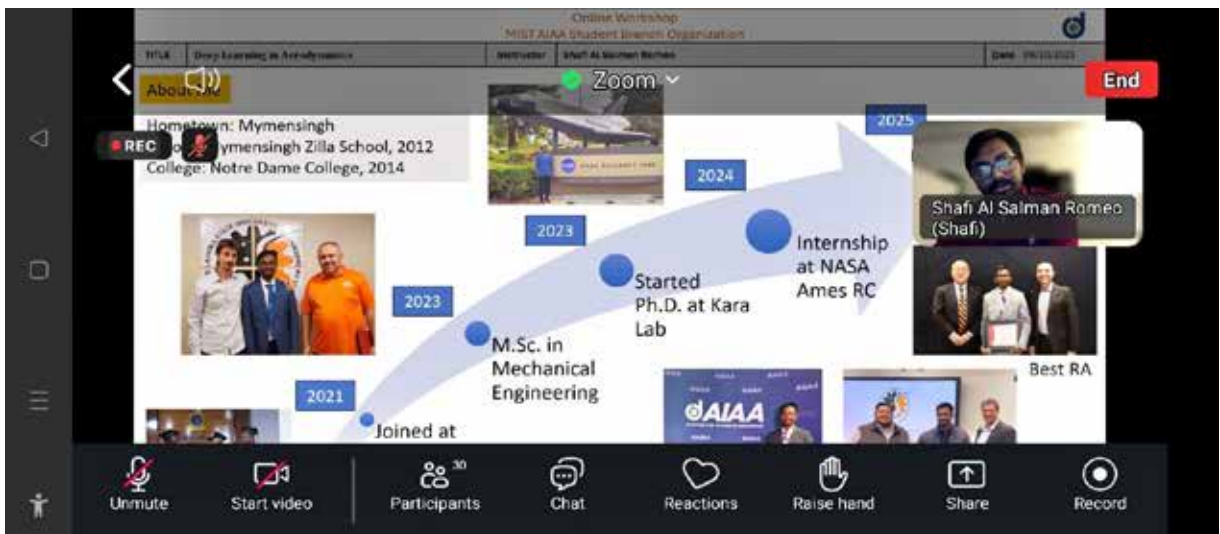 Online Workshop
MIST AIAA Student Branch Organization
TITLE
Deep Learning in Aerodynamics
Instructor
Shafi Al Salman Romeo
Date
About me
Zoom
End
Hometown: Mymensingh
REC
ymensingh Zilla School, 2012
College: Notre Dame College, 2014
2025
2024
Shafi Al Salman Romeo
(Shafi)
2023
Internship
at NASA
Ames RC
Started
Ph.D. at Kara
Lab
2023
M.Sc. in
Mechanical
Engineering
Best RA
2021
Joined at
AIAA
Unmute
Start video
Participants
30
Chat
Reactions
Raise hand
Share
Record